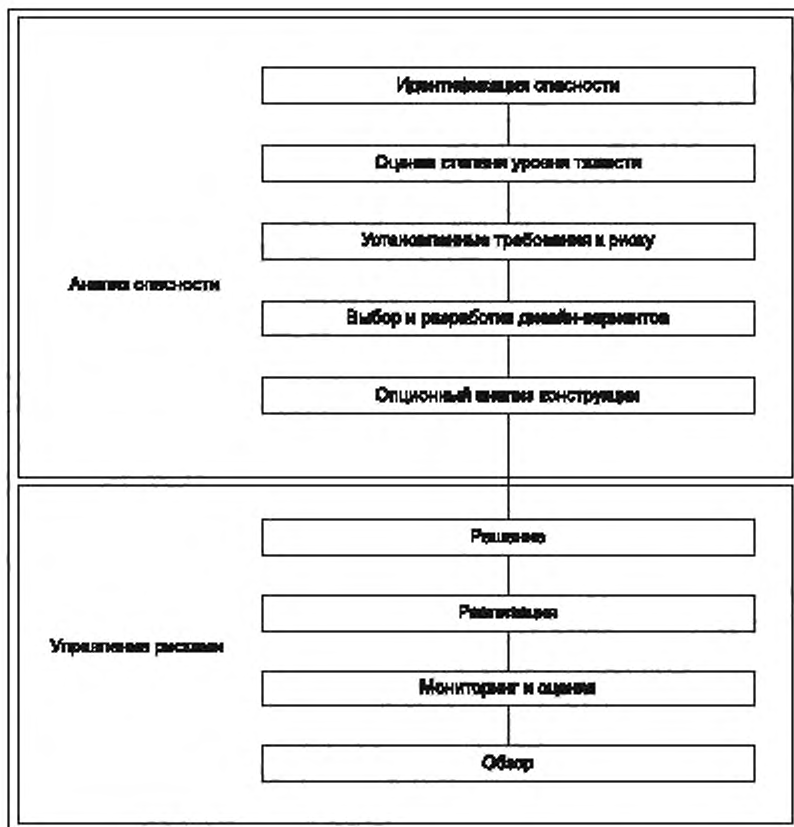 Идентификация опасности
Оценка степени уровня тяжести
Установленные требования к риску
Анализ опасности
Выбор и разработка дизайн-вариантов
Опционный анализ конструкции
Решение
Реализация
Управление рисками
Мониторинг и оценка
Обзор